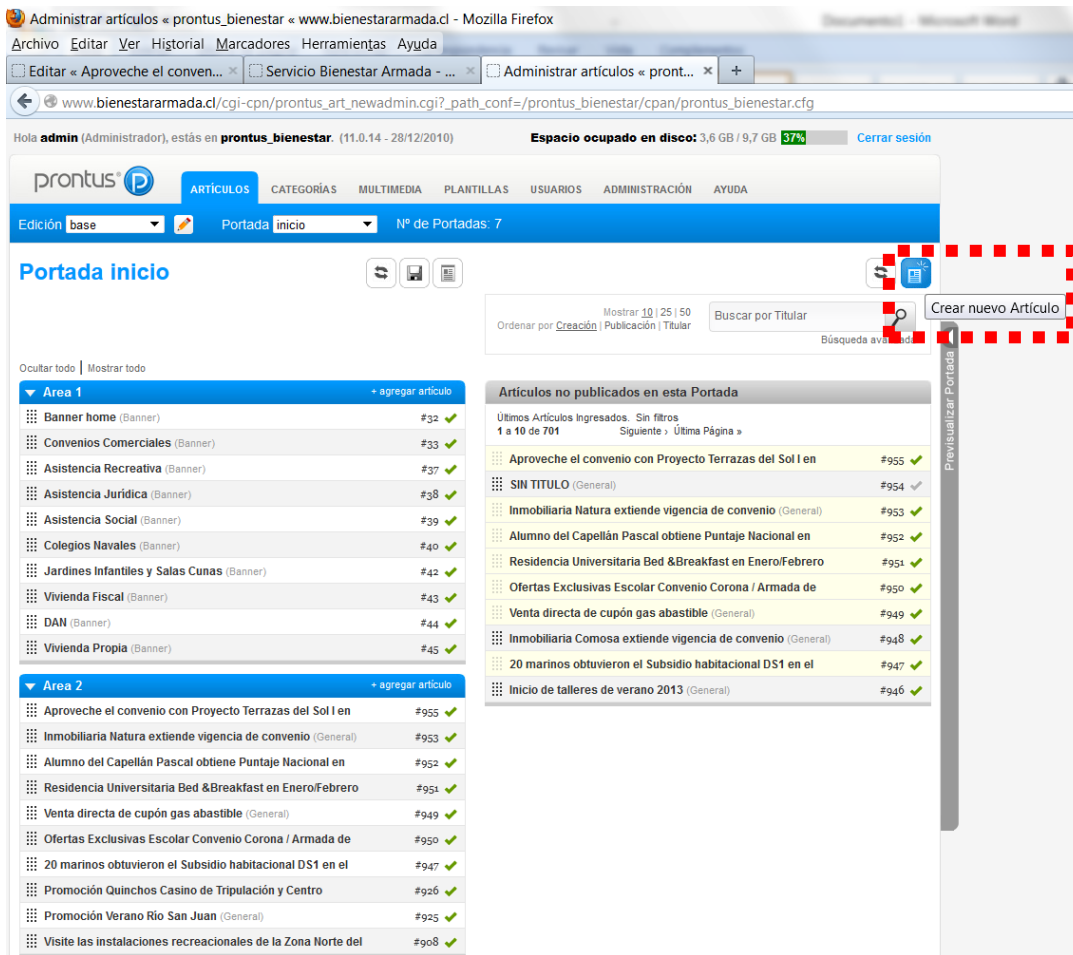 Administrar artículos « prontus_bienestar « www.bienestararmada.cl - Mozilla Firefox
Archivo Editar Ver Historial Marcadores Herramientas Ayuda
Editar « Aproveche el conven... × Servicio Bienestar Armada - ... × Administrar artículos « pront... × +
www.bienestararmada.cl/cgi-cpn/prontus_art_newadmin.cgi?_path_conf=/prontus_bienestar/cpan/prontus_bienestar.cfg
Hola admin (Administrador), estás en prontus_bienestar. (11.0.14 - 28/12/2010) Espacio ocupado en disco: 3,6 GB / 9,7 GB 37% Cerrar sesión
prontus ARTÍCULOS CATEGORÍAS MULTIMEDIA PLANTILLAS USUARIOS ADMINISTRACIÓN AYUDA
Edición base Portada inicio Nº de Portadas: 7
Portada inicio
Crear nuevo Artículo
Mostrar 10 | 25 | 50
Buscar por Titular
Ordenar por Creación | Publicación | Titular
Búsqueda
Previsualizar Portada
Ocultar todo | Mostrar todo
Area 1 + agregar artículo
Banner home (Banner) #32
Convenios Comerciales (Banner) #33
Asistencia Recreativa (Banner) #37
Asistencia Jurídica (Banner) #38
Asistencia Social (Banner) #39
Colegios Navales (Banner) #40
Jardines Infantiles y Salas Cunas (Banner) #42
Vivienda Fiscal (Banner) #43
DAN (Banner) #44
Vivienda Propia (Banner) #45
Area 2 + agregar artículo
Aproveche el convenio con Proyecto Terrazas del Sol I en #955
Inmobiliaria Natura extiende vigencia de convenio (General) #953
Alumno del Capellán Pascal obtiene Puntaje Nacional en #952
Residencia Universitaria Bed &Breakfast en Enero/Febrero #951
Venta directa de cupón gas abastible (General) #949
Ofertas Exclusivas Escolar Convenio Corona / Armada de #950
20 marinos obtuvieron el Subsidio habitacional DS1 en el #947
Promoción Quinchos Casino de Tripulación y Centro #926
Promoción Verano Río San Juan (General) #925
Visite las instalaciones recreacionales de la Zona Norte del #908
Artículos no publicados en esta Portada
Últimos Artículos Ingresados. Sin filtros
1 a 10 de 701 Siguiente › Última Página »
Aproveche el convenio con Proyecto Terrazas del Sol I en #955
SIN TITULO (General) #954
Inmobiliaria Natura extiende vigencia de convenio (General) #953
Alumno del Capellán Pascal obtiene Puntaje Nacional en #952
Residencia Universitaria Bed &Breakfast en Enero/Febrero #951
Ofertas Exclusivas Escolar Convenio Corona / Armada de #950
Venta directa de cupón gas abastible (General) #949
Inmobiliaria Comosa extiende vigencia de convenio (General) #948
20 marinos obtuvieron el Subsidio habitacional DS1 en el #947
Inicio de talleres de verano 2013 (General) #946